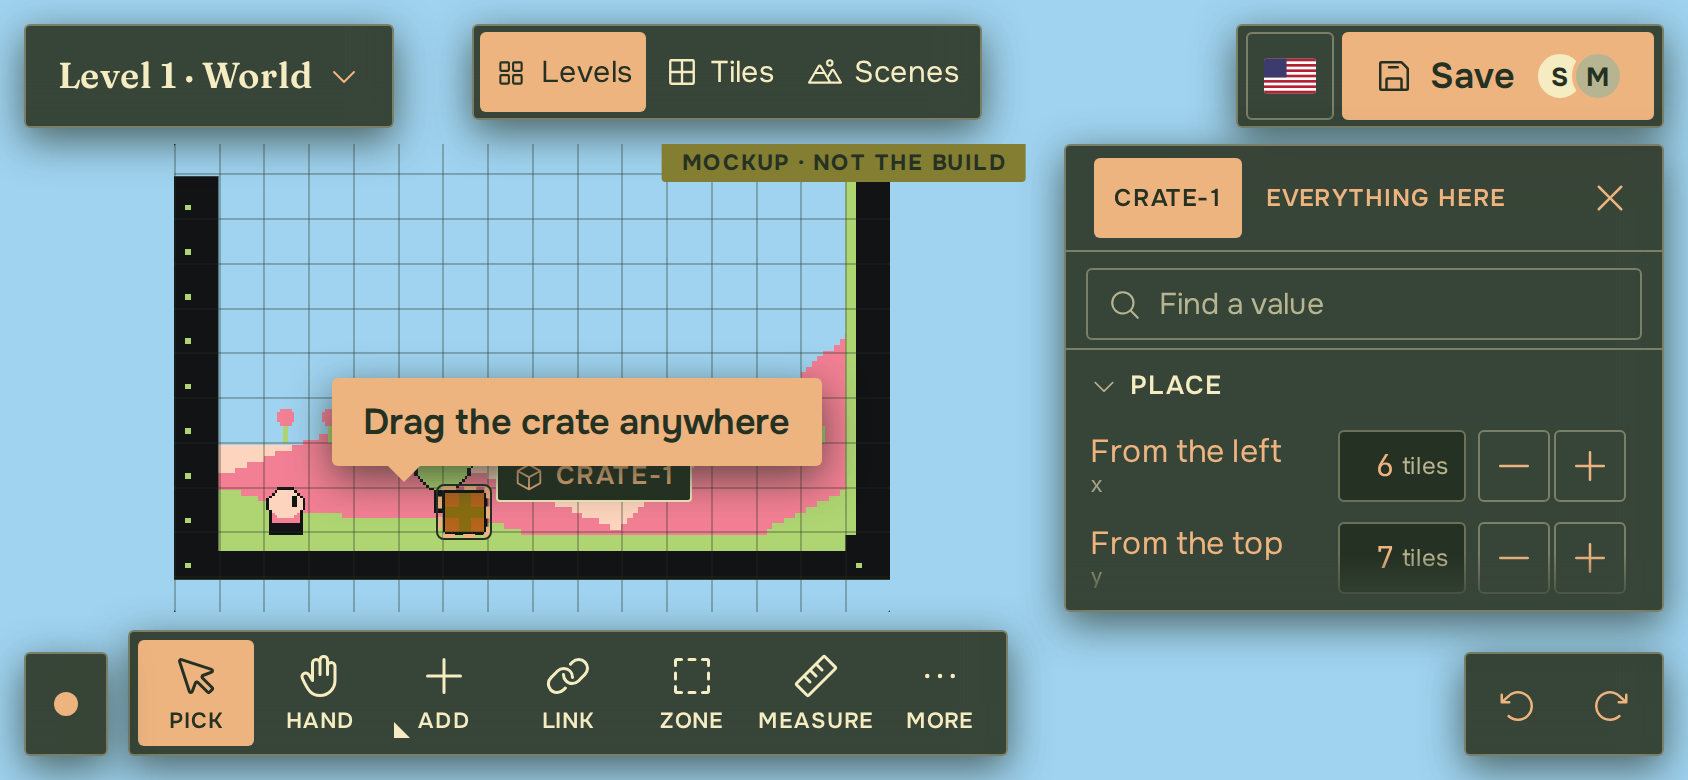 Level 1 · World
Levels
Tiles
Scenes
Save
S
M
MOCKUP · NOT THE BUILD
CRATE-1
EVERYTHING HERE
Find a value
PLACE
From the left
x
6 tiles
From the top
y
7 tiles
Drag the crate anywhere
CRATE-1
PICK
HAND
ADD
LINK
ZONE
MEASURE
MORE